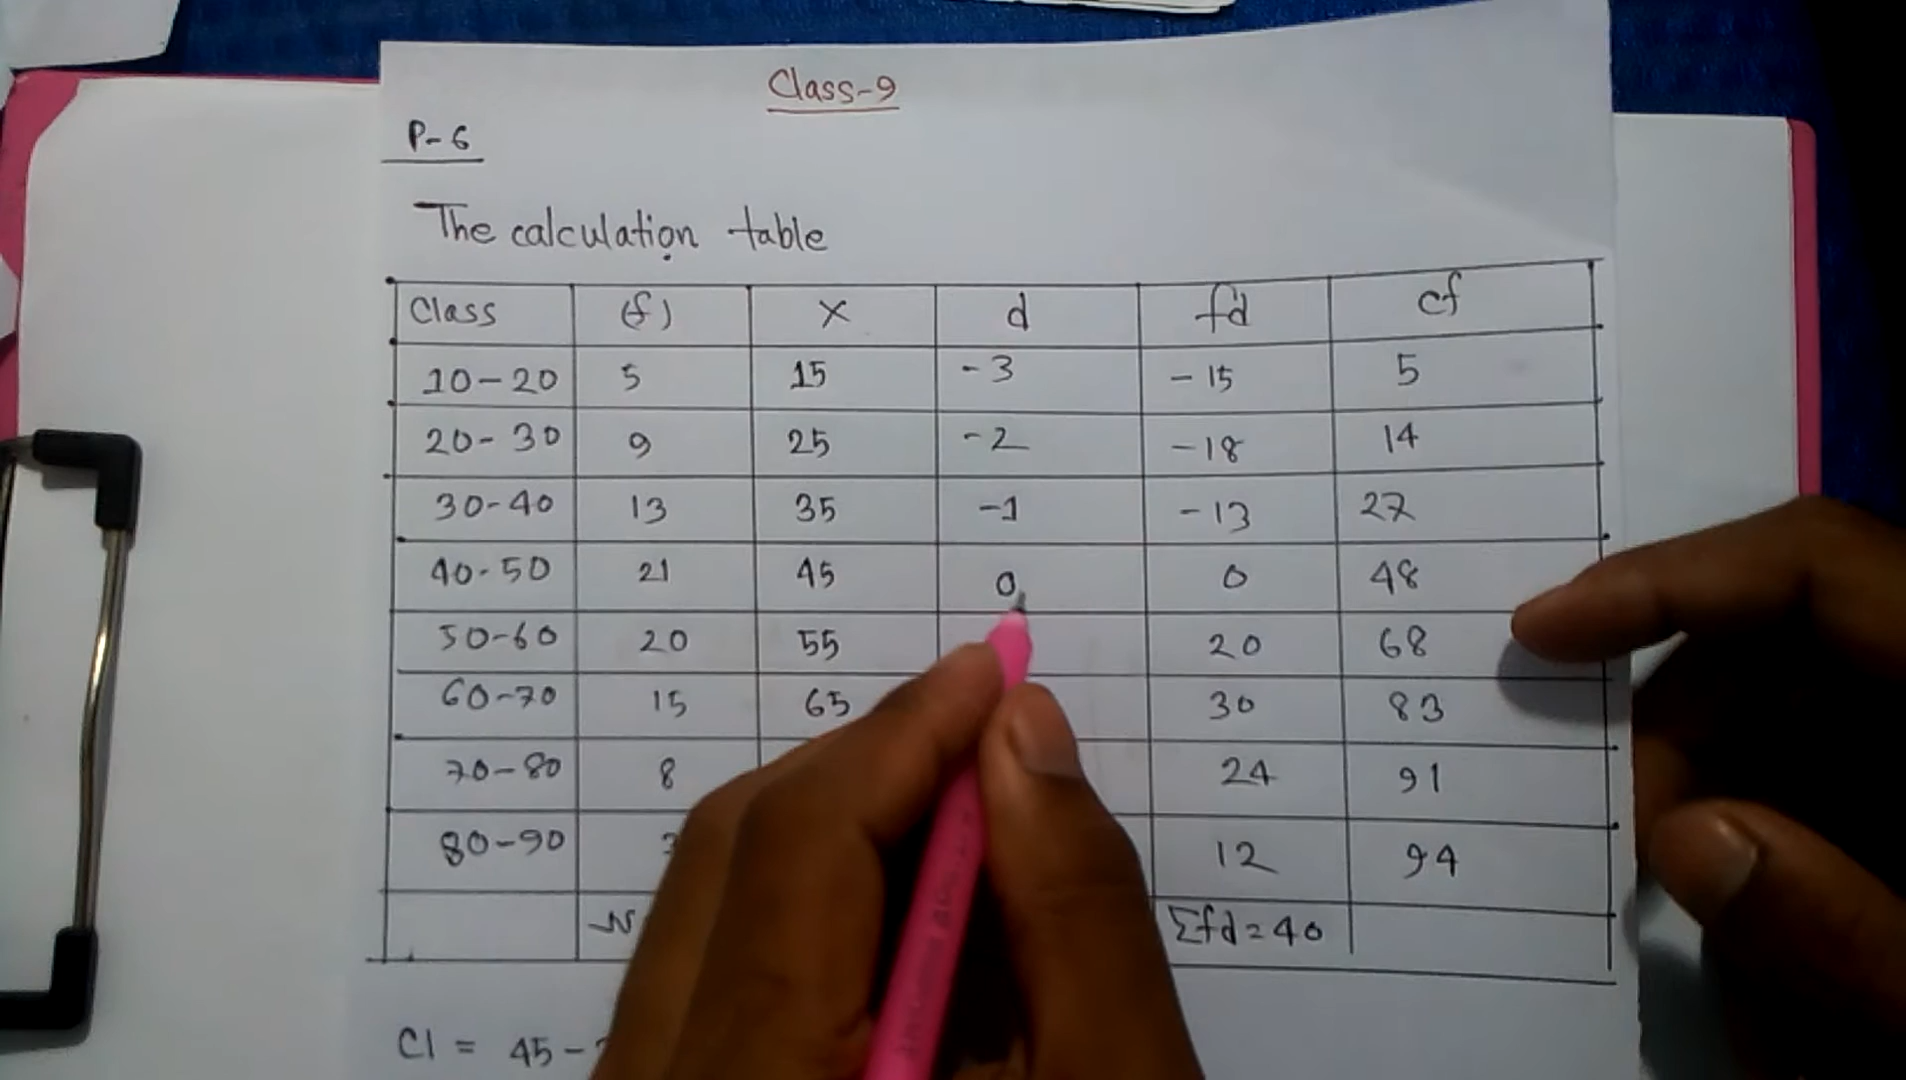 Class-9
P-6
The calculation table
Class (f) x d fd cf
10-20 5 15 -3 -15 5
20-30 9 25 -2 -18 14
30-40 13 35 -1 -13 27
40-50 21 45 0 0 48
50-60 20 55 20 68
60-70 15 65 30 83
70-80 8 24 91
80-90 12 94
N Σfd=40
CI = 45-